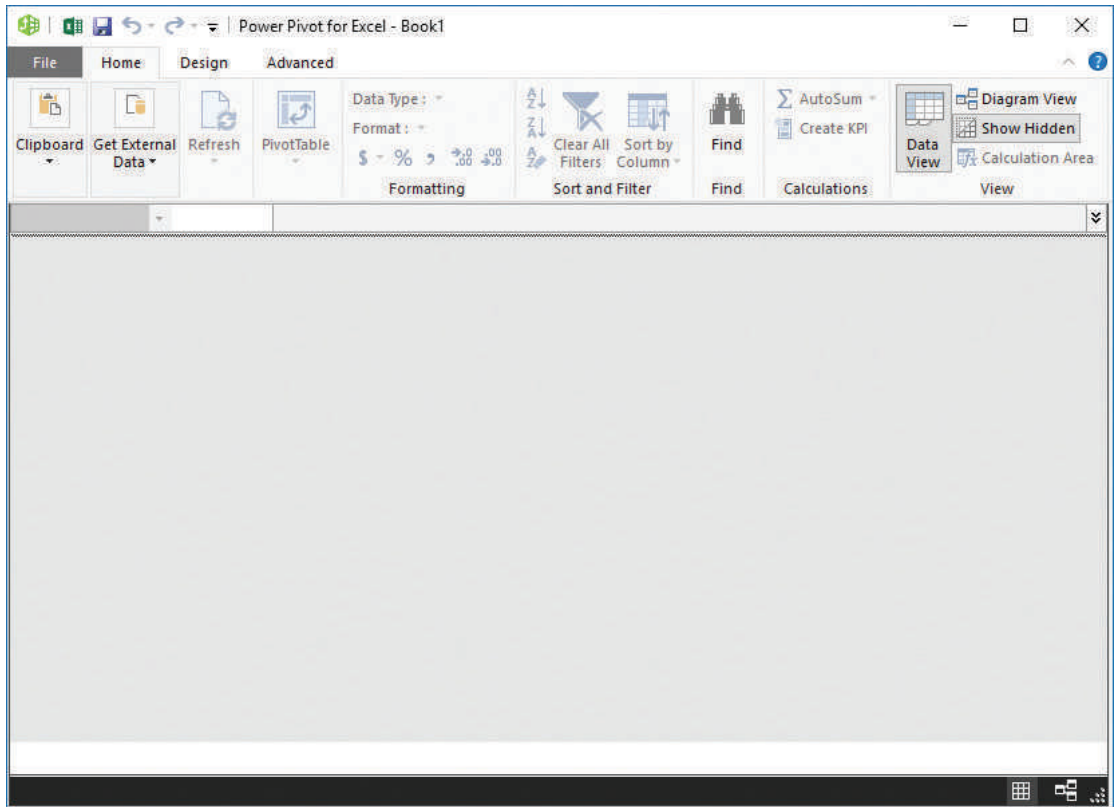 Power Pivot for Excel - Book1
File Home Design Advanced
Clipboard
Get External
Data
Refresh
PivotTable
Data Type :
Format :
$ % , .00 .00
Formatting
Clear All
Filters
Sort by
Column
Sort and Filter
Find
Find
AutoSum
Create KPI
Calculations
Data
View
Diagram View
Show Hidden
Calculation Area
View